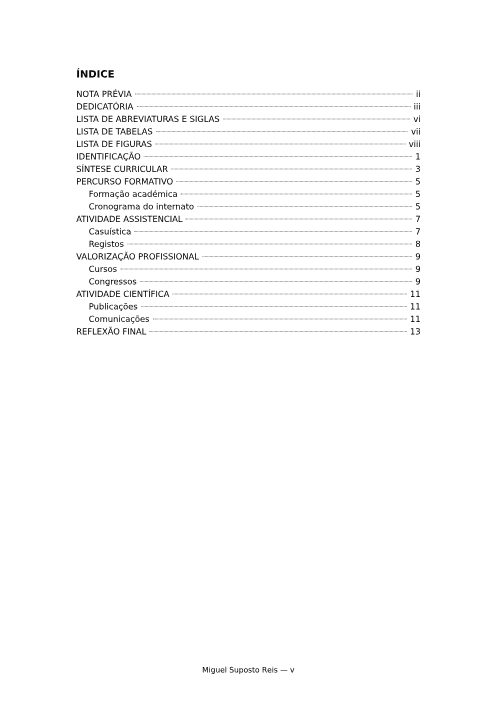 ÍNDICE
NOTA PRÉVIA ii
DEDICATÓRIA iii
LISTA DE ABREVIATURAS E SIGLAS vi
LISTA DE TABELAS vii
LISTA DE FIGURAS viii
IDENTIFICAÇÃO 1
SÍNTESE CURRICULAR 3
PERCURSO FORMATIVO 5
Formação académica 5
Cronograma do internato 5
ATIVIDADE ASSISTENCIAL 7
Casuística 7
Registos 8
VALORIZAÇÃO PROFISSIONAL 9
Cursos 9
Congressos 9
ATIVIDADE CIENTÍFICA 11
Publicações 11
Comunicações 11
REFLEXÃO FINAL 13
Miguel Suposto Reis — v